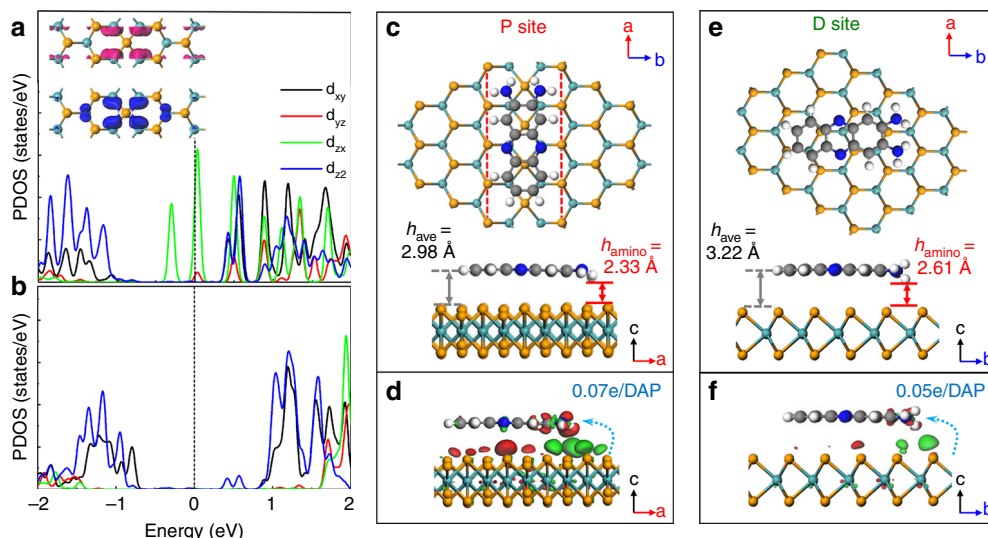 a
PDOS (states/eV)
d_xy
d_yz
d_zx
d_z2
b
PDOS (states/eV)
−2
−1
0
1
2
Energy (eV)
c
P site
a
b
h_ave =
2.98 Å
h_amino =
2.33 Å
c
a
d
0.07e/DAP
c
a
e
D site
a
b
h_ave =
3.22 Å
h_amino =
2.61 Å
c
b
f
0.05e/DAP
c
b